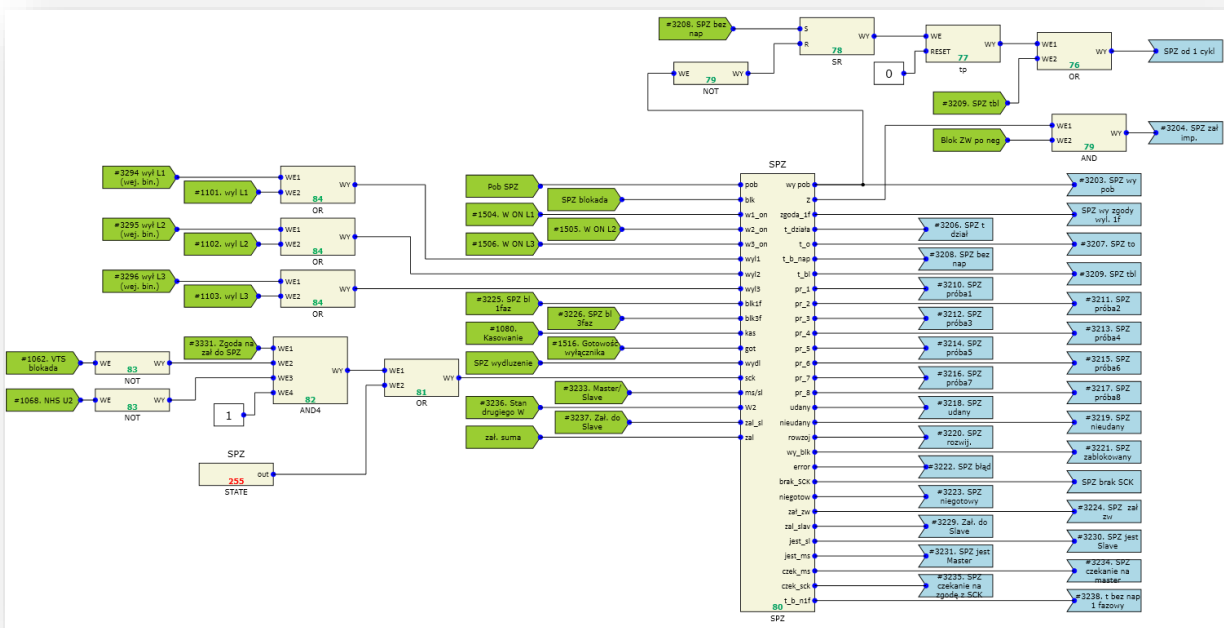 #3208. SPZ bez
nap
S
R
WY
78
SR
WE
RESET
WY
77
tp
WE1
WE2
WY
76
OR
SPZ od 1 cykl
WE
WY
79
NOT
0
#3209. SPZ tbl
Blok ZW po neg
WE1
WE2
WY
79
AND
#3204. SPZ zał
imp.
#3294 wył L1
(wej. bin.)
#1101. wyl L1
WE1
WE2
WY
84
OR
#3295 wył L2
(wej. bin.)
#1102. wyl L2
WE1
WE2
WY
84
OR
#3296 wył L3
(wej. bin.)
#1103. wyl L3
WE1
WE2
WY
84
OR
#1062. VTS
blokada
WE
WY
83
NOT
#1068. NHS U2
WE
WY
83
NOT
#3331. Zgoda na
zał do SPZ
1
WE1
WE2
WE3
WE4
WY
82
AND4
WE1
WE2
WY
81
OR
SPZ
out
255
STATE
Pob SPZ
SPZ blokada
#1504. W ON L1
#1505. W ON L2
#1506. W ON L3
#3225. SPZ bl
1faz
#3226. SPZ bl
3faz
#1080.
Kasowanie
#1516. Gotowość
wyłącznika
SPZ wydluzenie
#3233. Master/
Slave
#3236. Stan
drugiego W
#3237. Zał. do
Slave
zał. suma
SPZ
pob
blk
w1_on
w2_on
w3_on
wyl1
wyl2
wyl3
blk1f
blk3f
kas
got
wydl
sck
ms/sl
W2
zal_sl
zal
wy pob
Z
zgoda_1f
t_działa
t_o
t_b_nap
t_bl
pr_1
pr_2
pr_3
pr_4
pr_5
pr_6
pr_7
pr_8
udany
nieudany
rowzoj
wy_blk
error
brak_SCK
niegotow
zał_zw
zal_slav
jest_sl
jest_ms
czek_ms
czek_sck
t_b_n1f
80
SPZ
#3203. SPZ wy
pob
SPZ wy zgody
wyl. 1f
#3206. SPZ t
dział
#3207. SPZ to
#3208. SPZ bez
nap
#3209. SPZ tbl
#3210. SPZ
próba1
#3211. SPZ
próba2
#3212. SPZ
próba3
#3213. SPZ
próba4
#3214. SPZ
próba5
#3215. SPZ
próba6
#3216. SPZ
próba7
#3217. SPZ
próba8
#3218. SPZ
udany
#3219. SPZ
nieudany
#3220. SPZ
rozwij.
#3221. SPZ
zablokowany
#3222. SPZ błąd
SPZ brak SCK
#3223. SPZ
niegotowy
#3224. SPZ zał
zw
#3229. Zał. do
Slave
#3230. SPZ jest
Slave
#3231. SPZ jest
Master
#3234. SPZ
czekanie na
master
#3235. SPZ
czekanie na
zgodę z SCK
#3238. t bez nap
1 fazowy